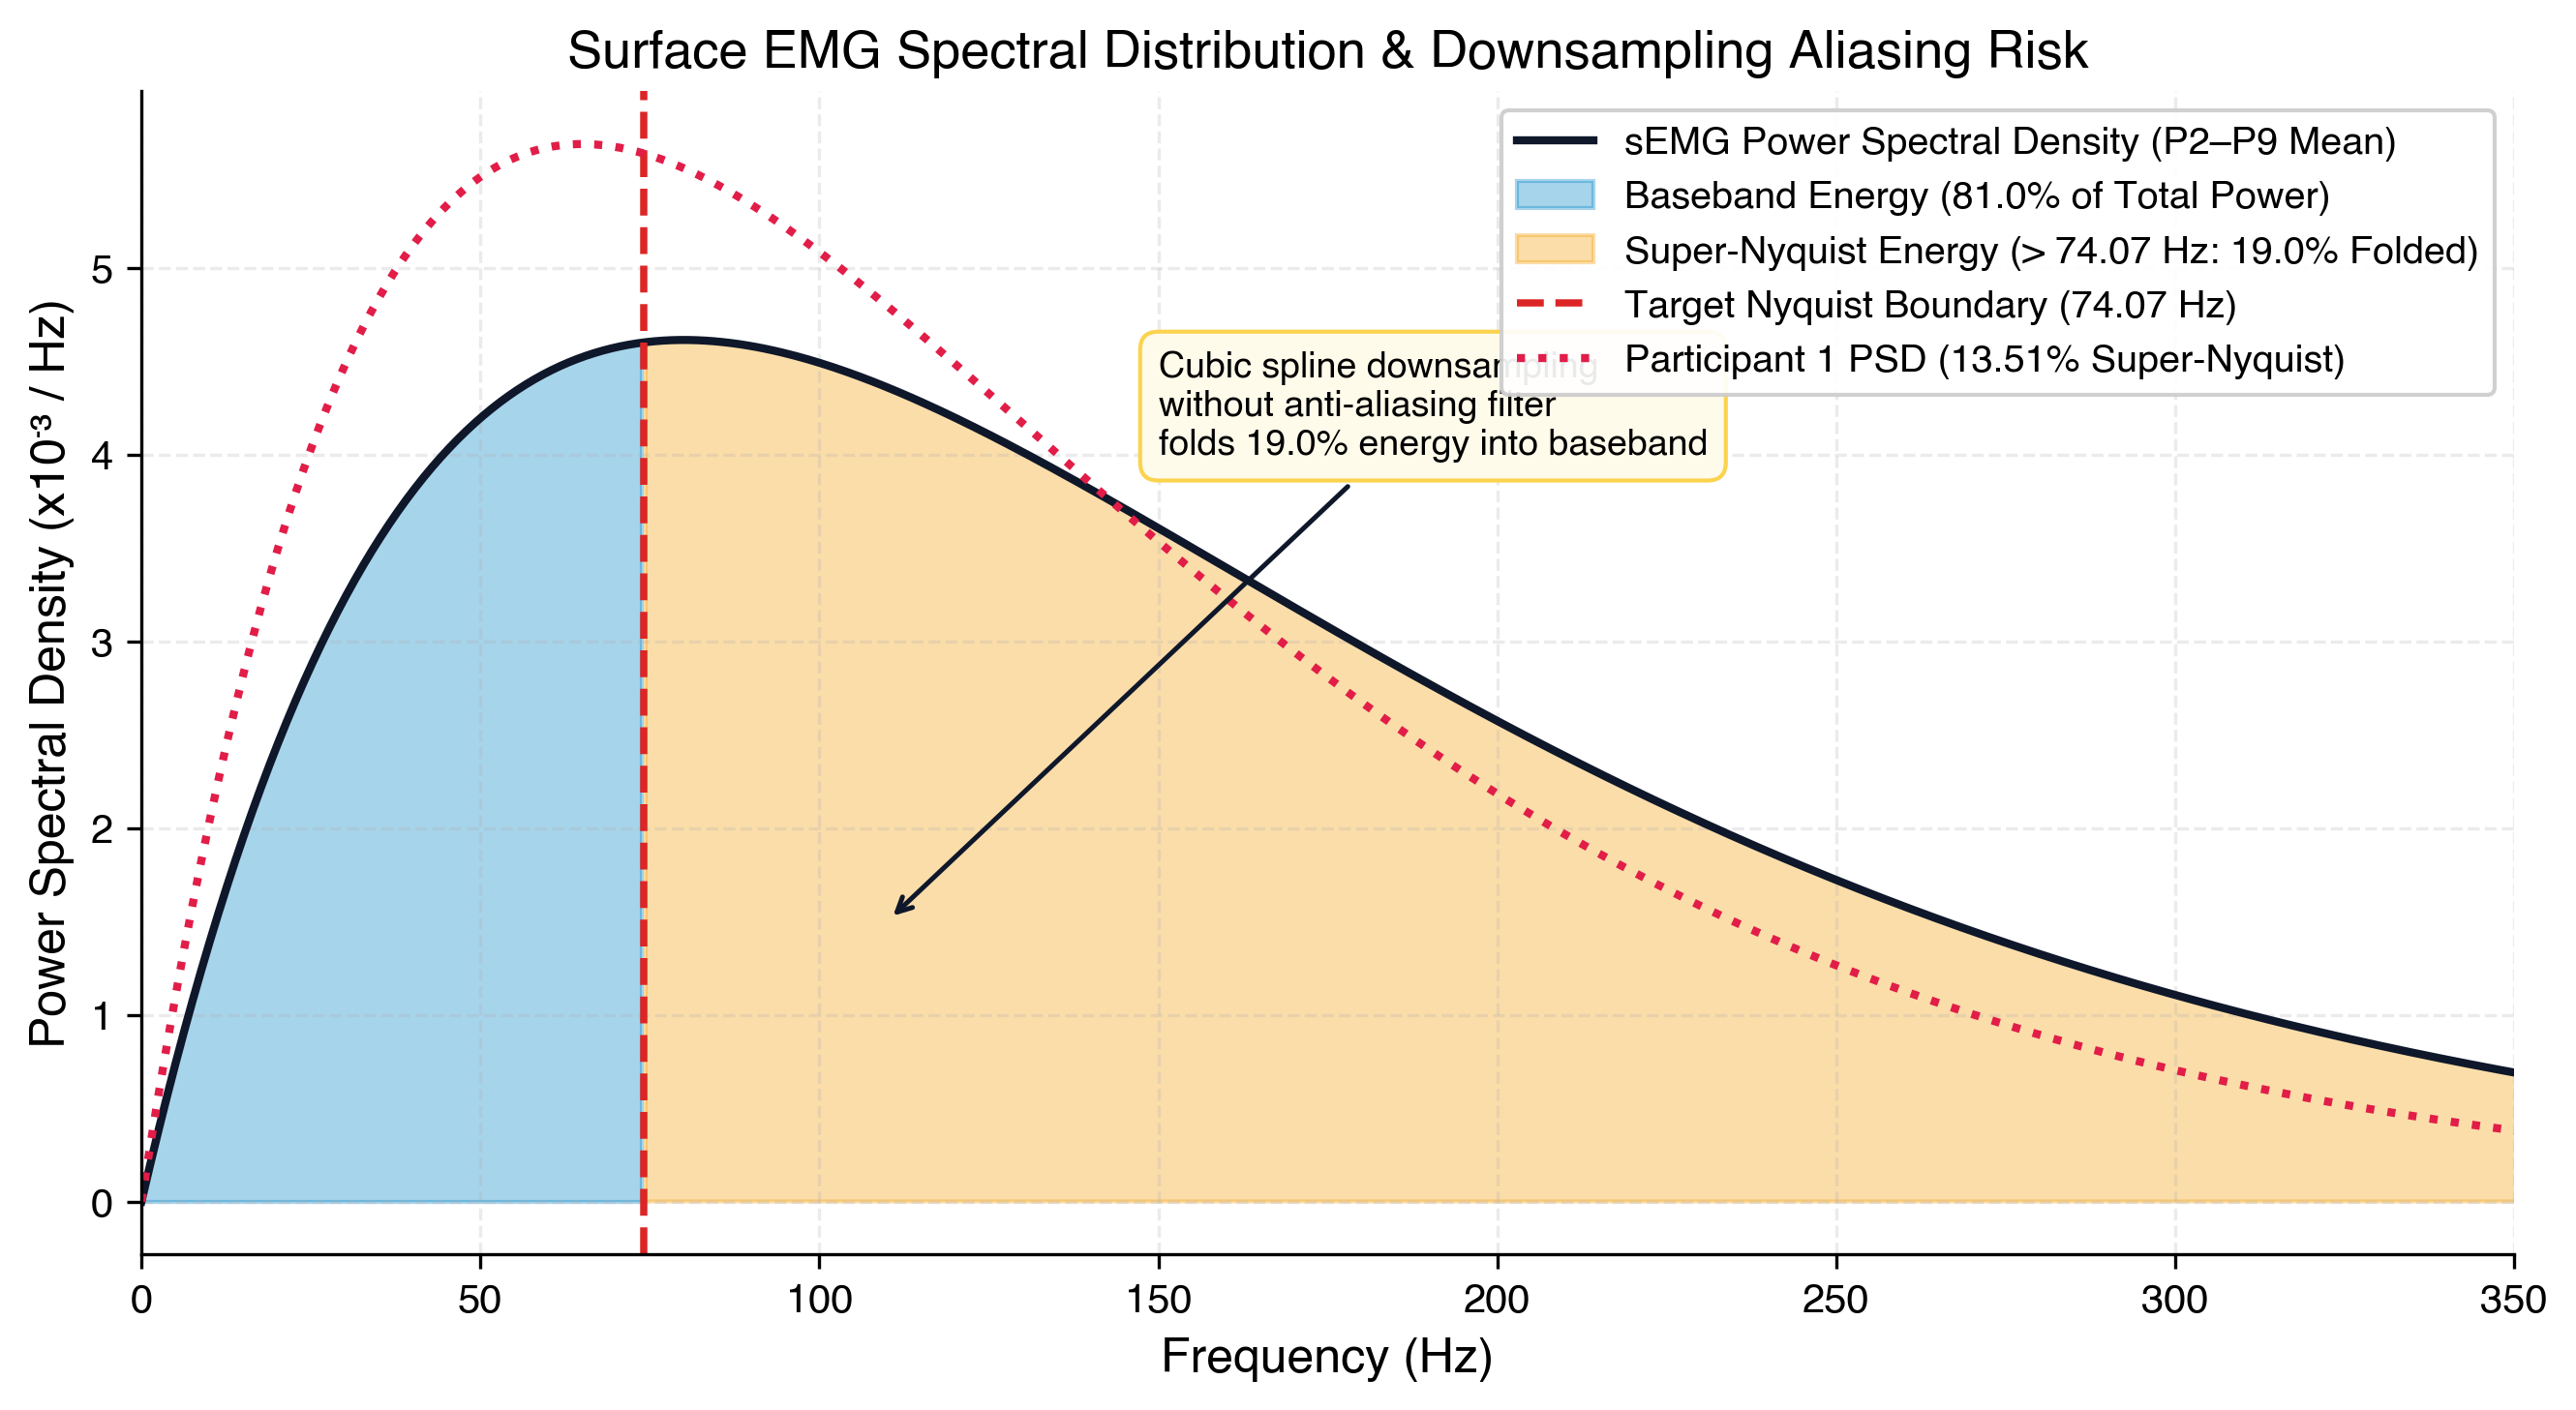 Surface EMG Spectral Distribution & Downsampling Aliasing Risk
sEMG Power Spectral Density (P2–P9 Mean)
Baseband Energy (81.0% of Total Power)
Super-Nyquist Energy (> 74.07 Hz: 19.0% Folded)
Target Nyquist Boundary (74.07 Hz)
Participant 1 PSD (13.51% Super-Nyquist)
Cubic spline downsampling
without anti-aliasing filter
folds 19.0% energy into baseband
Power Spectral Density (x10⁻³ / Hz)
5
4
3
2
1
0
0 50 100 150 200 250 300 350
Frequency (Hz)